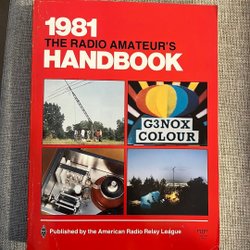 1981
THE RADIO AMATEUR'S
HANDBOOK
G3NOX
COLOUR
Published by the American Radio Relay League